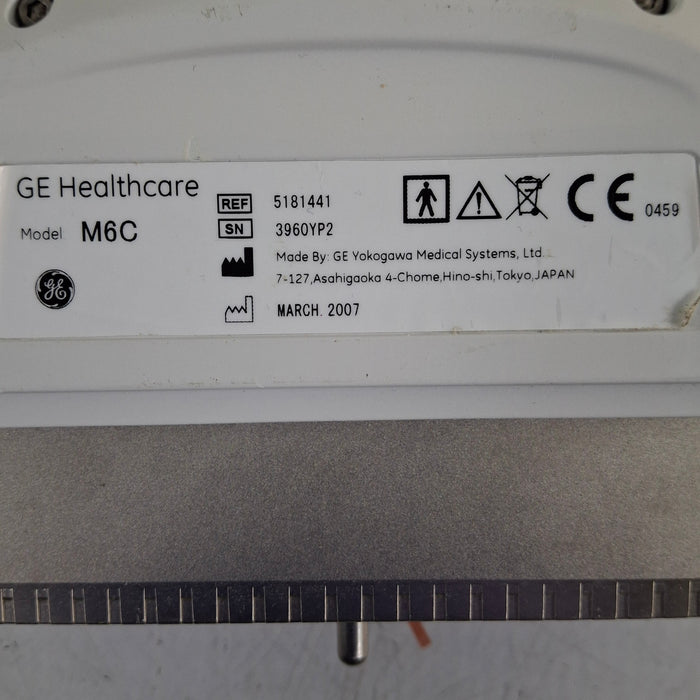 GE Healthcare
Model M6C
REF 5181441
SN 3960YP2
Made By: GE Yokogawa Medical Systems, Ltd.
7-127,Asahigaoka 4-Chome,Hino-shi,Tokyo,JAPAN
MARCH. 2007
CE 0459
GE